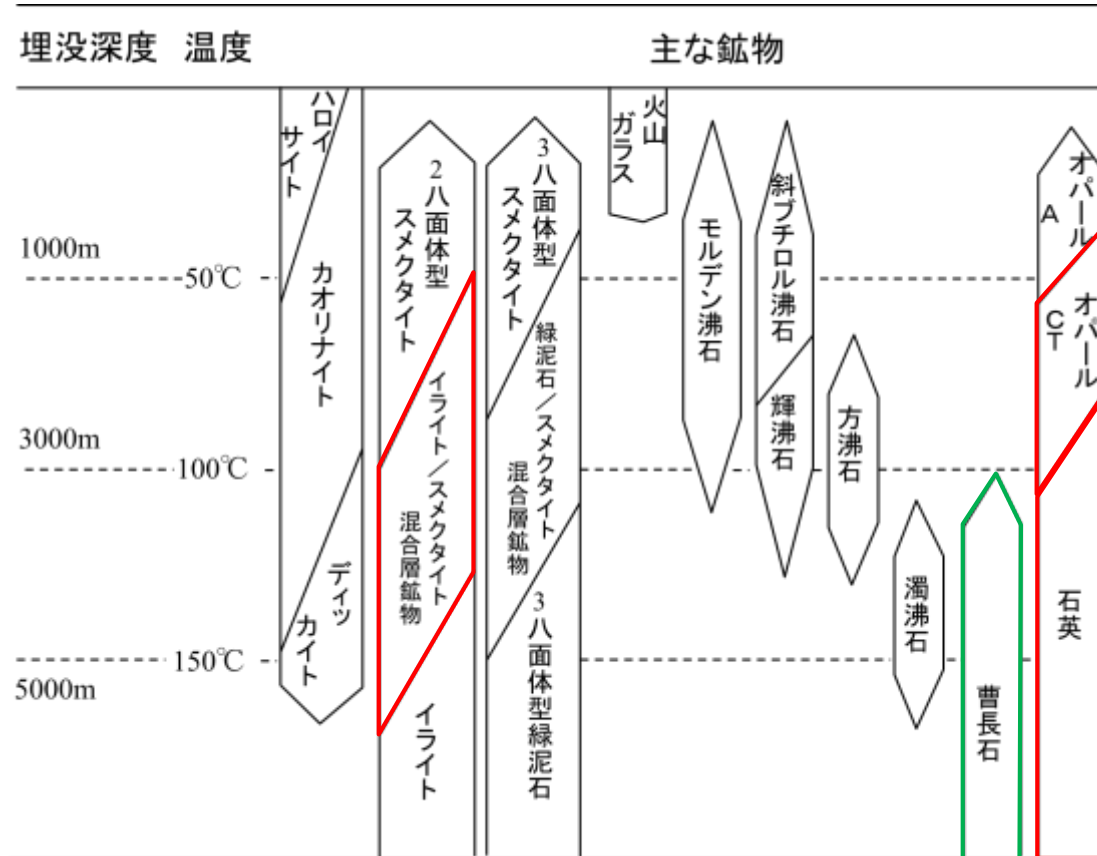 埋没深度 温度 主な鉱物
1000m
50℃
3000m
100℃
150℃
5000m
ハロイ
サイト
カオリナイト
ディッ
カイト
2八面体型
スメクタイト
イライト/スメクタイト
混合層鉱物
イライト
3八面体型
スメクタイト
緑泥石/スメクタイト
混合層鉱物
3八面体型緑泥石
火山
ガラス
モルデン沸石
斜プチロル沸石
輝沸石
方沸石
濁沸石
曹長石
オパール
A
オパール
CT
石英